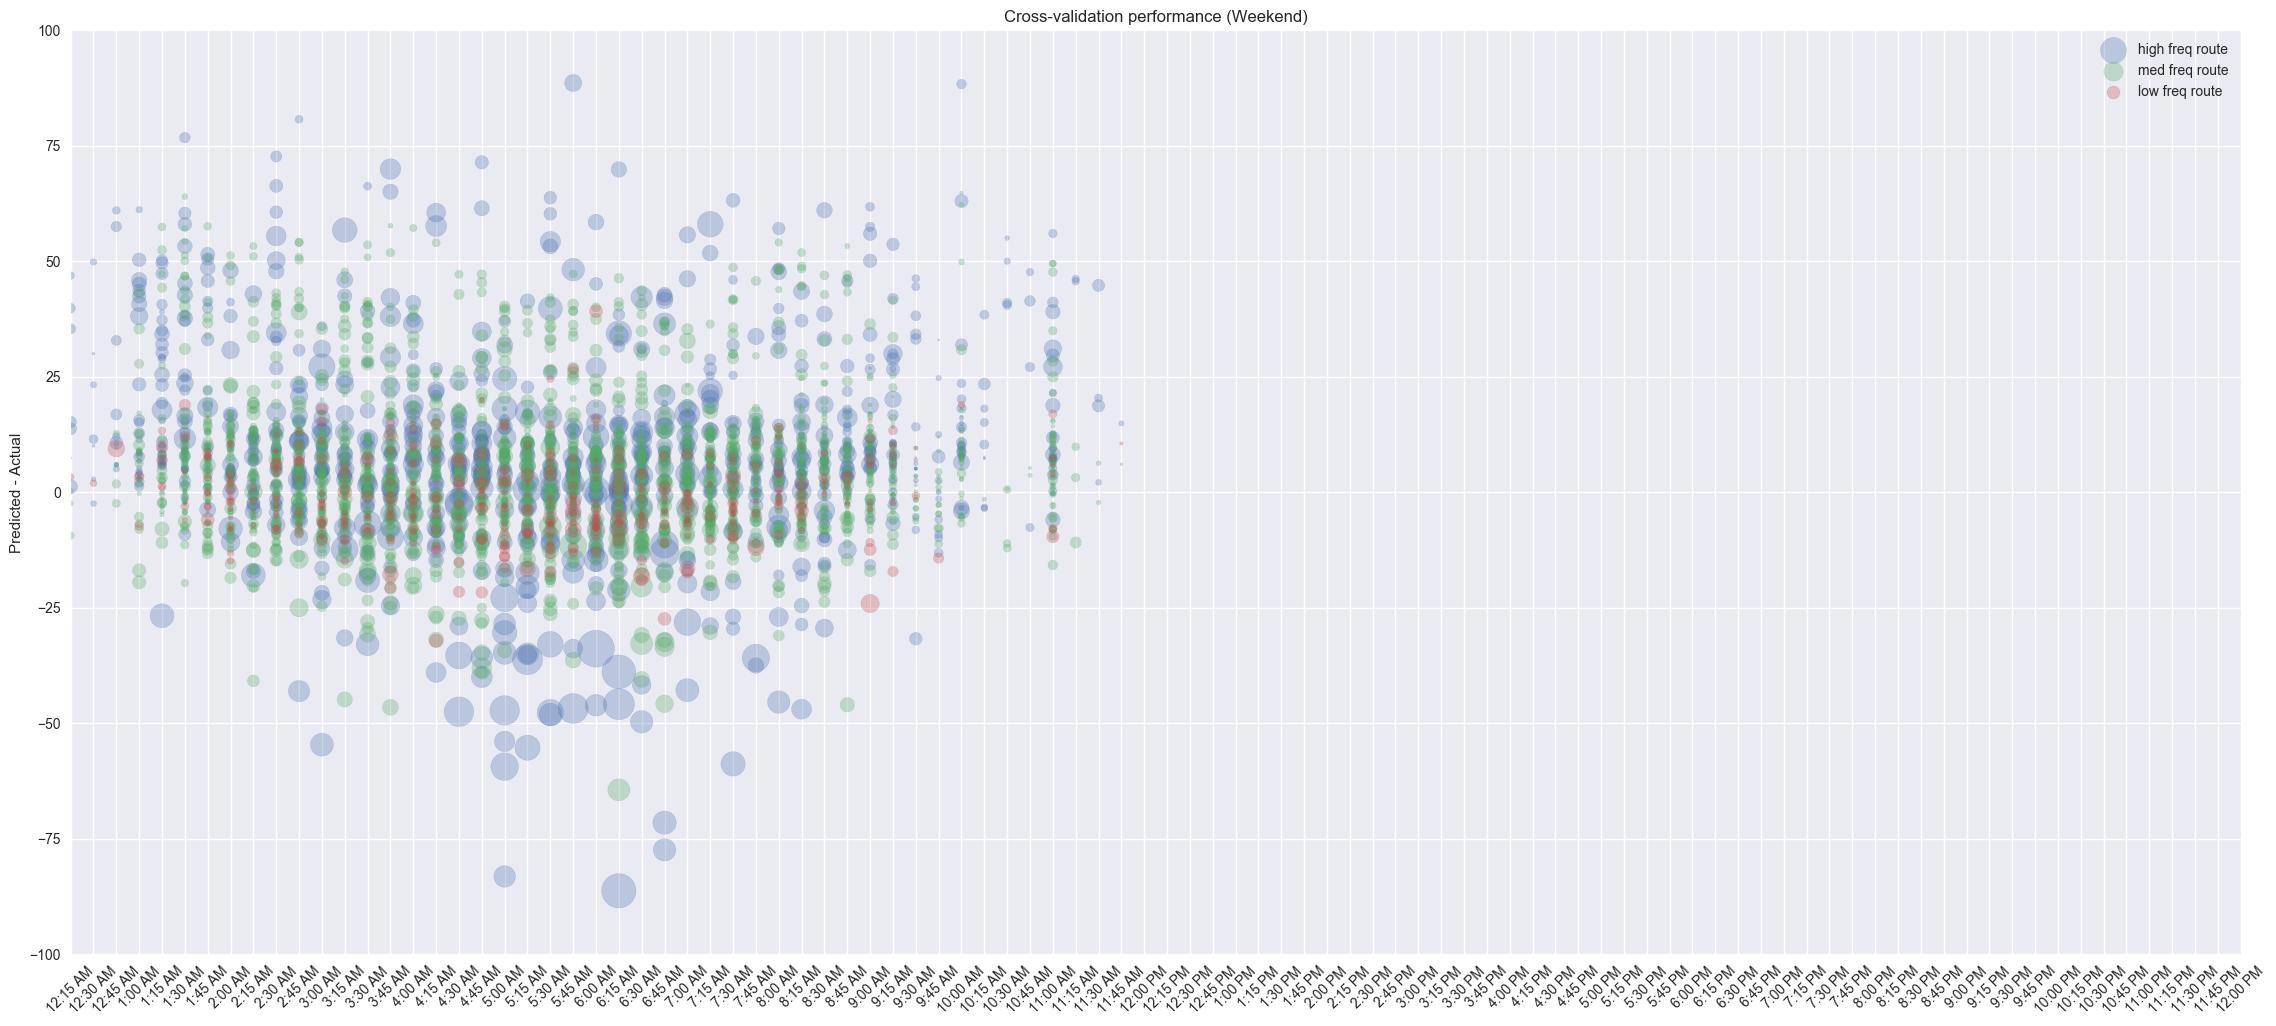 Cross-validation performance (Weekend)
high freq route
med freq route
low freq route
Predicted - Actual
100
75
50
25
0
−25
−50
−75
−100
12:15 AM
12:30 AM
12:45 AM
1:00 AM
1:15 AM
1:30 AM
1:45 AM
2:00 AM
2:15 AM
2:30 AM
2:45 AM
3:00 AM
3:15 AM
3:30 AM
3:45 AM
4:00 AM
4:15 AM
4:30 AM
4:45 AM
5:00 AM
5:15 AM
5:30 AM
5:45 AM
6:00 AM
6:15 AM
6:30 AM
6:45 AM
7:00 AM
7:15 AM
7:30 AM
7:45 AM
8:00 AM
8:15 AM
8:30 AM
8:45 AM
9:00 AM
9:15 AM
9:30 AM
9:45 AM
10:00 AM
10:15 AM
10:30 AM
10:45 AM
11:00 AM
11:15 AM
11:30 AM
11:45 AM
12:00 PM
12:15 PM
12:30 PM
12:45 PM
1:00 PM
1:15 PM
1:30 PM
1:45 PM
2:00 PM
2:15 PM
2:30 PM
2:45 PM
3:00 PM
3:15 PM
3:30 PM
3:45 PM
4:00 PM
4:15 PM
4:30 PM
4:45 PM
5:00 PM
5:15 PM
5:30 PM
5:45 PM
6:00 PM
6:15 PM
6:30 PM
6:45 PM
7:00 PM
7:15 PM
7:30 PM
7:45 PM
8:00 PM
8:15 PM
8:30 PM
8:45 PM
9:00 PM
9:15 PM
9:30 PM
9:45 PM
10:00 PM
10:15 PM
10:30 PM
10:45 PM
11:00 PM
11:15 PM
11:30 PM
11:45 PM
12:00 PM